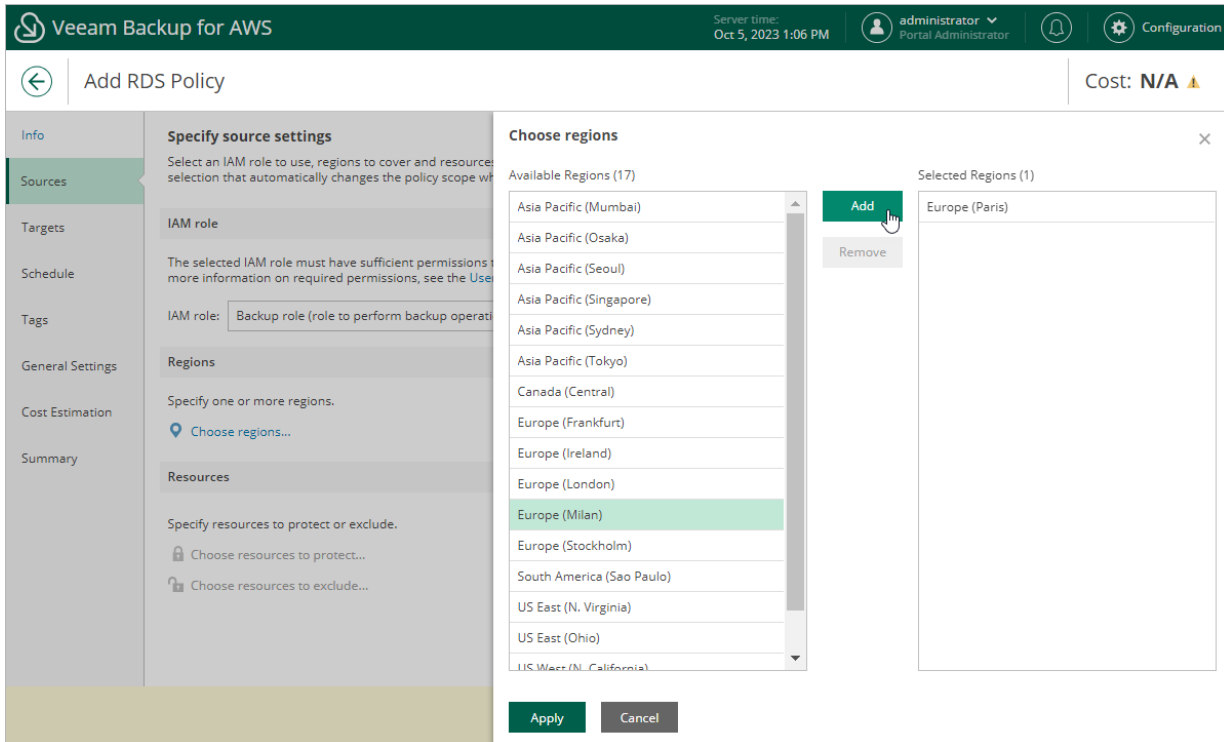 Veeam Backup for AWS
Server time:
Oct 5, 2023 1:06 PM
administrator
Portal Administrator
Configuration
Add RDS Policy
Cost: N/A
Info
Sources
Targets
Schedule
Tags
General Settings
Cost Estimation
Summary
Specify source settings
Select an IAM role to use, regions to cover and resources
selection that automatically changes the policy scope
IAM role
The selected IAM role must have sufficient permissions
more information on required permissions, see the User
IAM role: Backup role (role to perform backup operati
Regions
Specify one or more regions.
Choose regions...
Resources
Specify resources to protect or exclude.
Choose resources to protect...
Choose resources to exclude...
Choose regions
Available Regions (17)
Asia Pacific (Mumbai)
Asia Pacific (Osaka)
Asia Pacific (Seoul)
Asia Pacific (Singapore)
Asia Pacific (Sydney)
Asia Pacific (Tokyo)
Canada (Central)
Europe (Frankfurt)
Europe (Ireland)
Europe (London)
Europe (Milan)
Europe (Stockholm)
South America (Sao Paulo)
US East (N. Virginia)
US East (Ohio)
US West (N. California)
Add
Remove
Selected Regions (1)
Europe (Paris)
Apply
Cancel